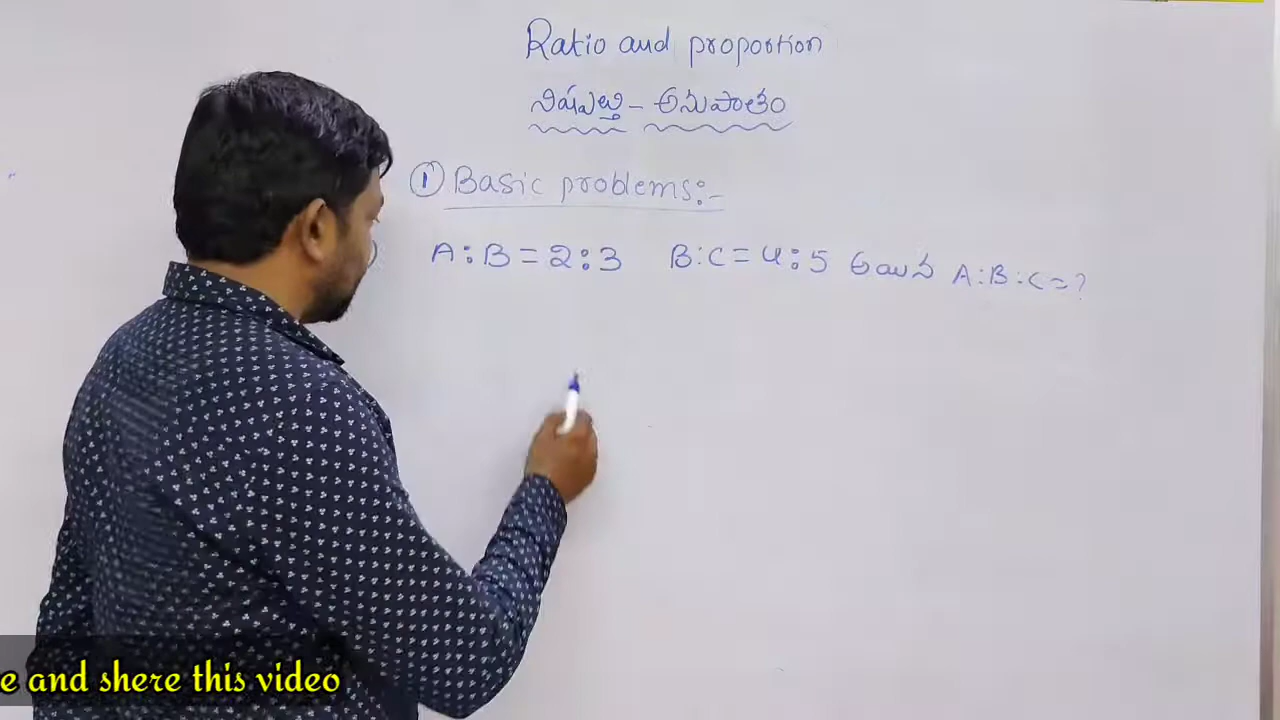 Ratio and proportion
నిష్పత్తి - అనుపాతం
① Basic problems:-
A:B=2:3 B:C=4:5 అయిన A:B:C=?
e and shere this video